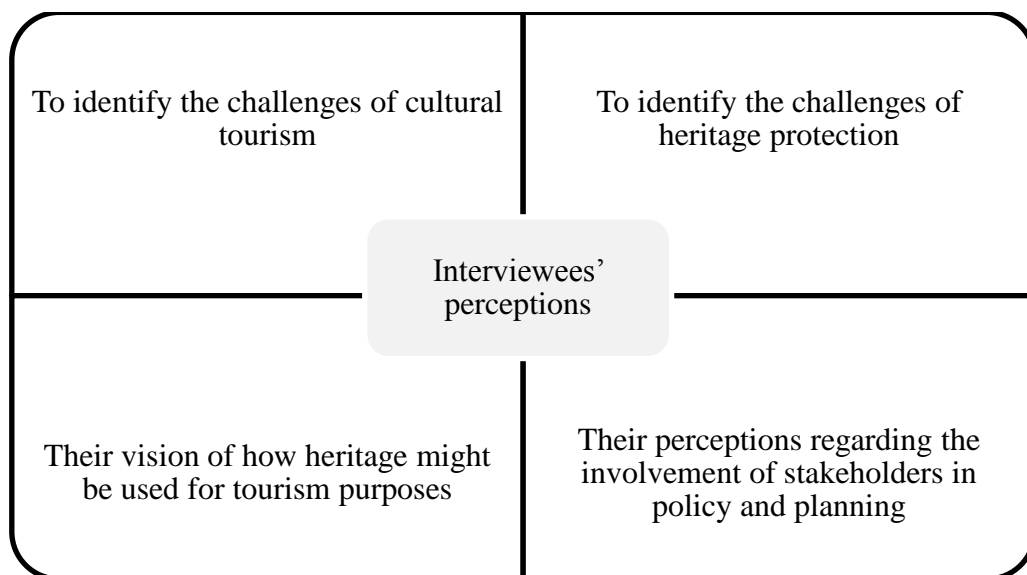 To identify the challenges of cultural
tourism
To identify the challenges of
heritage protection
Interviewees’
perceptions
Their vision of how heritage might
be used for tourism purposes
Their perceptions regarding the
involvement of stakeholders in
policy and planning